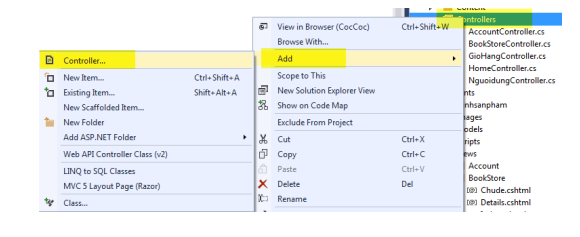 Content
Controllers
AccountController.cs
BookStoreController.cs
GioHangController.cs
HomeController.cs
NguoidungController.cs
nts
nhsanpham
ages
odels
ripts
ews
Account
BookStore
Chude.cshtml
Details.cshtml
View in Browser (CocCoc) Ctrl+Shift+W
Browse With...
Add
Scope to This
New Solution Explorer View
Show on Code Map
Exclude From Project
Cut Ctrl+X
Copy Ctrl+C
Paste Ctrl+V
Delete Del
Rename
Controller...
New Item... Ctrl+Shift+A
Existing Item... Shift+Alt+A
New Scaffolded Item...
New Folder
Add ASP.NET Folder
Web API Controller Class (v2)
LINQ to SQL Classes
MVC 5 Layout Page (Razor)
Class...